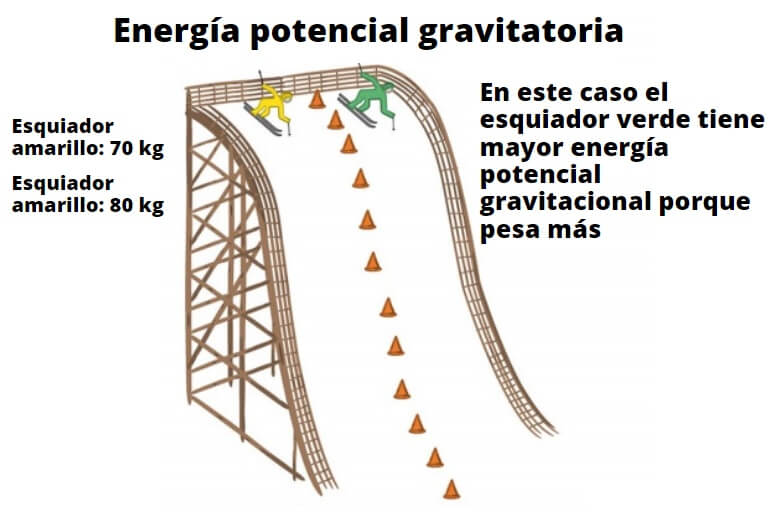 Energía potencial gravitatoria
Esquiador
amarillo: 70 kg
Esquiador
amarillo: 80 kg
En este caso el
esquiador verde tiene
mayor energía
potencial
gravitacional porque
pesa más